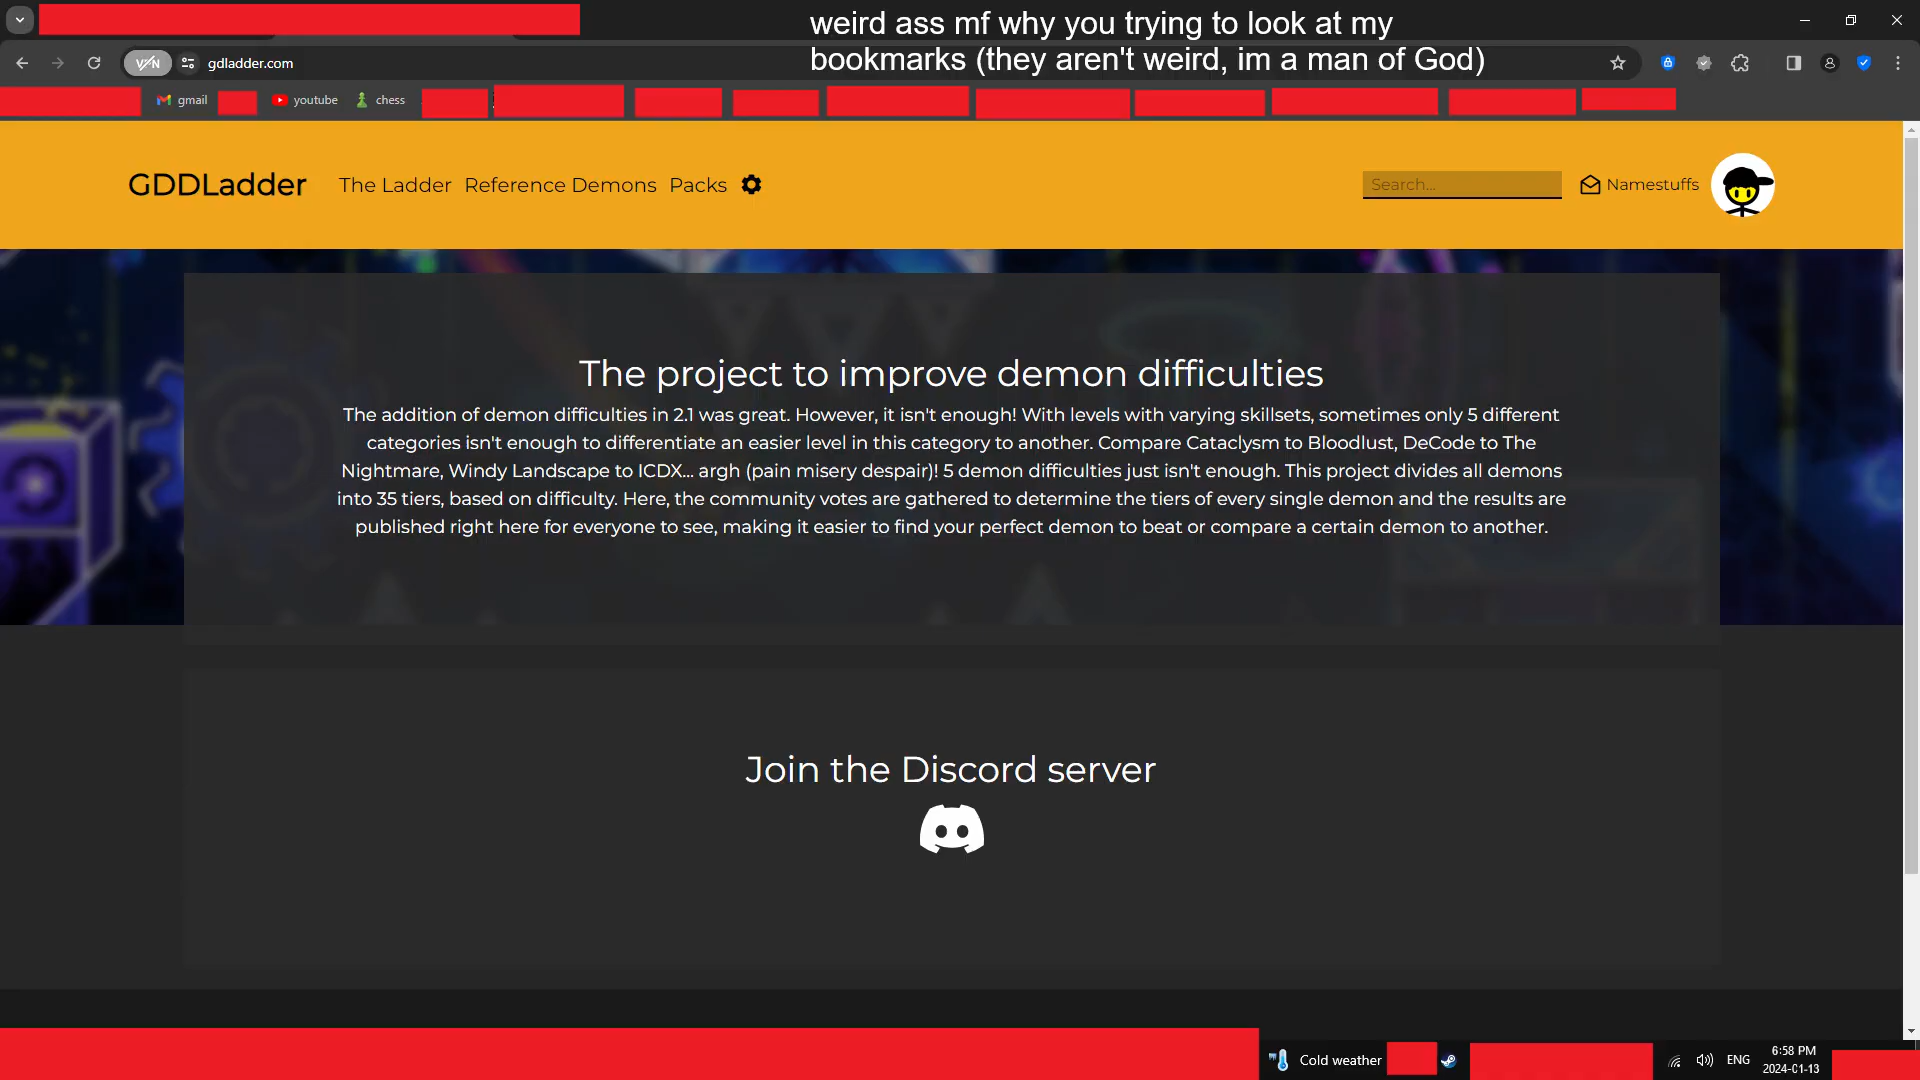 weird ass mf why you trying to look at my
bookmarks (they aren't weird, im a man of God)
VPN
gdladder.com
gmail
youtube
chess
GDDLadder
The Ladder
Reference Demons
Packs
Search...
Namestuffs
The project to improve demon difficulties
The addition of demon difficulties in 2.1 was great. However, it isn't enough! With levels with varying skillsets, sometimes only 5 different
categories isn't enough to differentiate an easier level in this category to another. Compare Cataclysm to Bloodlust, DeCode to The
Nightmare, Windy Landscape to ICDX... argh (pain misery despair)! 5 demon difficulties just isn't enough. This project divides all demons
into 35 tiers, based on difficulty. Here, the community votes are gathered to determine the tiers of every single demon and the results are
published right here for everyone to see, making it easier to find your perfect demon to beat or compare a certain demon to another.
Join the Discord server
Cold weather
ENG
6:58 PM
2024-01-13